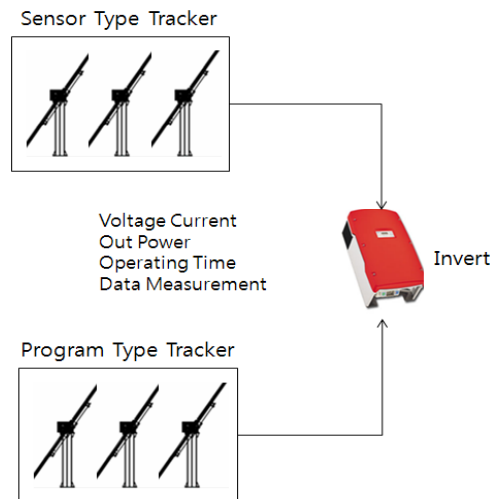 Sensor Type Tracker
Voltage Current
Out Power
Operating Time
Data Measurement
Invert
Program Type Tracker